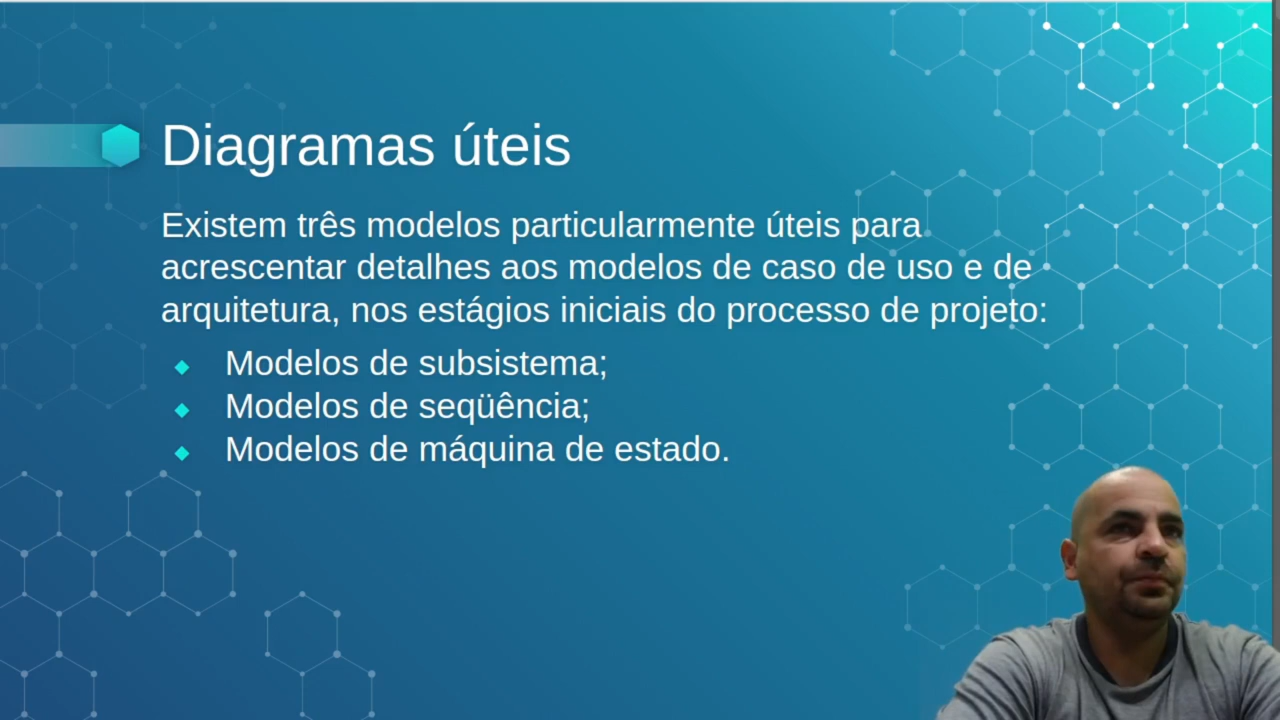 Diagramas úteis
Existem três modelos particularmente úteis para
acrescentar detalhes aos modelos de caso de uso e de
arquitetura, nos estágios iniciais do processo de projeto:
Modelos de subsistema;
Modelos de seqüência;
Modelos de máquina de estado.